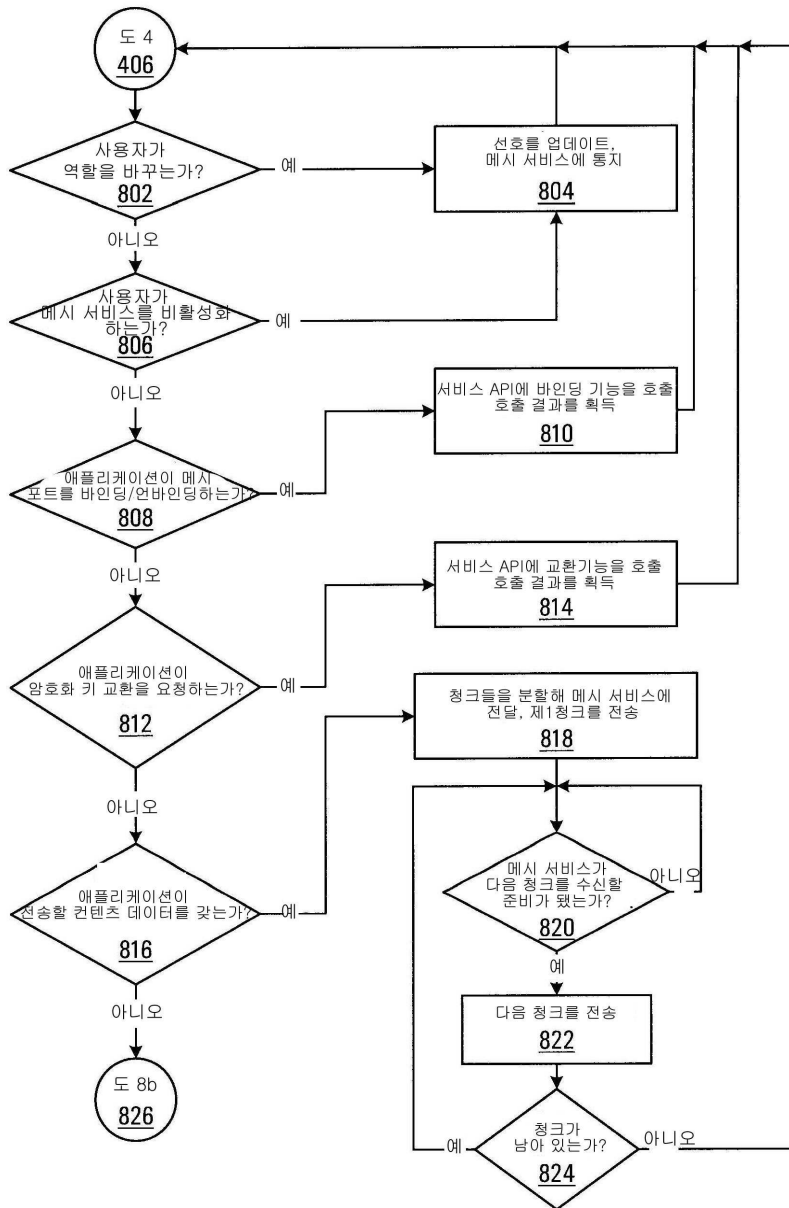 도 4
406
사용자가
역할을 바꾸는가?
802
예
선호를 업데이트,
메시 서비스에 통지
804
아니오
사용자가
메시 서비스를 비활성화
하는가?
806
예
아니오
서비스 API에 바인딩 기능을 호출
호출 결과를 획득
810
애플리케이션이 메시
포트를 바인딩/언바인딩하는가?
808
예
아니오
서비스 API에 교환기능을 호출
호출 결과를 획득
814
애플리케이션이
암호화 키 교환을 요청하는가?
812
예
아니오
청크들을 분할해 메시 서비스에
전달, 제1청크를 전송
818
애플리케이션이
전송할 컨텐츠 데이터를 갖는가?
816
예
메시 서비스가
다음 청크를 수신할
준비가 됐는가?
820
아니오
예
아니오
다음 청크를 전송
822
도 8b
826
청크가
남아 있는가?
824
예
아니오